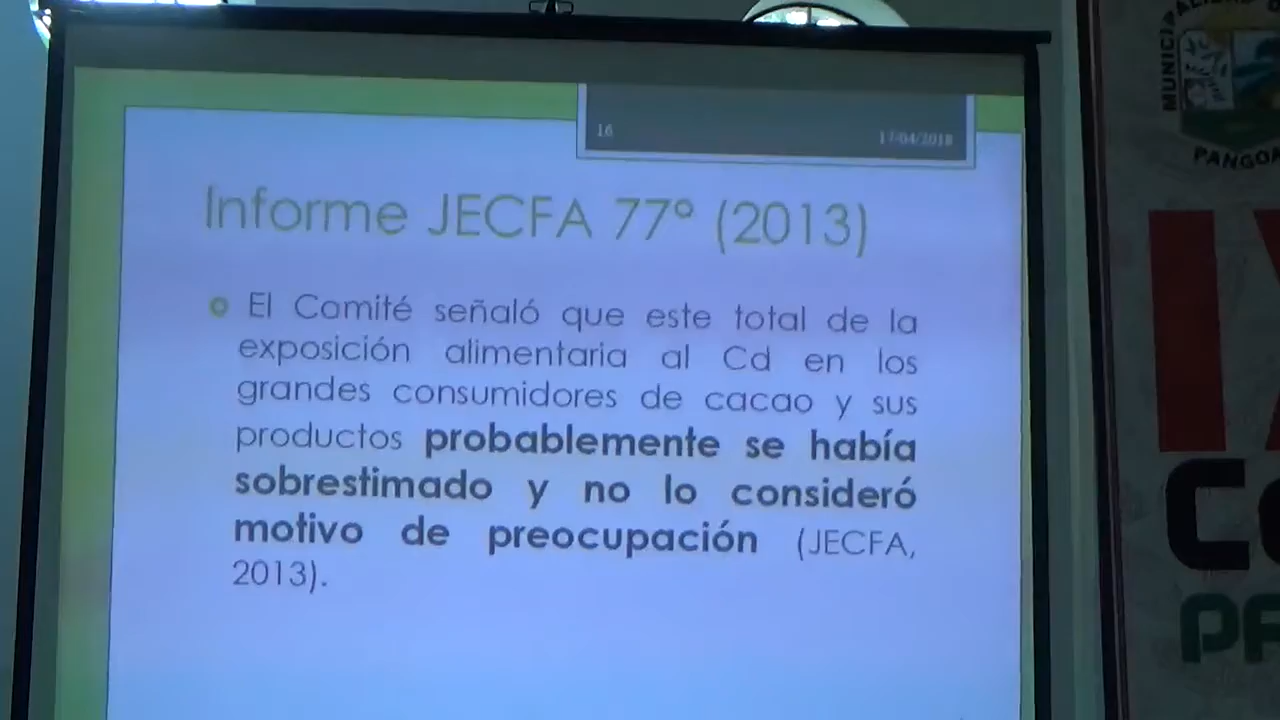 16
17/04/2018
Informe JECFA 77° (2013)
El Comité señaló que este total de la
exposición alimentaria al Cd en los
grandes consumidores de cacao y sus
productos probablemente se había
sobrestimado y no lo consideró
motivo de preocupación (JECFA,
2013).